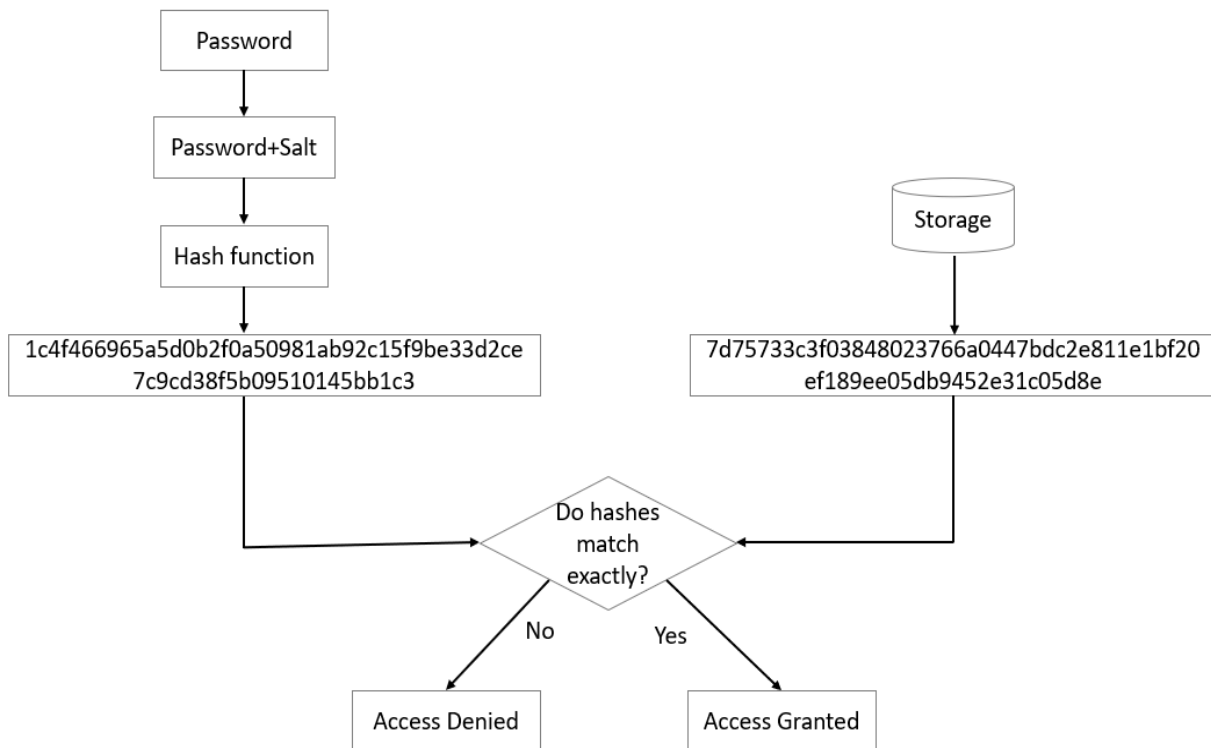 Password
Password+Salt
Hash function
1c4f466965a5d0b2f0a50981ab92c15f9be33d2ce
7c9cd38f5b09510145bb1c3
Storage
7d75733c3f03848023766a0447bdc2e811e1bf20
ef189ee05db9452e31c05d8e
Do hashes
match
exactly?
No
Yes
Access Denied
Access Granted